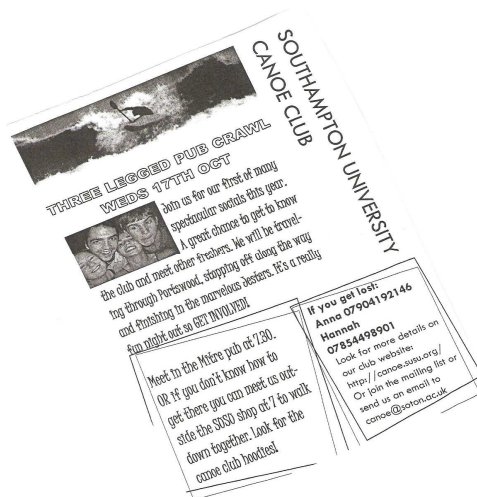 SOUTHAMPTON UNIVERSITY
CANOE CLUB
THREE LEGGED PUB CRAWL
WEDS 17TH OCT
Join us for our first of many
spectacular socials this year.
A great chance to get to know
the club and meet other freshers. We will be travel-
ing through Portswood, stopping off along the way
and finishing in the marvelous Jesters. It's a really
fun night out so GET INVOLVED!
Meet in the Mitre pub at 7.30.
OR if you don't know how to
get there you can meet us out-
side the SUSU shop at 7 to walk
down together. Look for the
canoe club hoodies!
If you get lost:
Anna 07904192146
Hannah
07854498901
Look for more details on
our club website:
http://canoe.susu.org/
Or join the mailing list or
send us an email to
canoe@soton.ac.uk